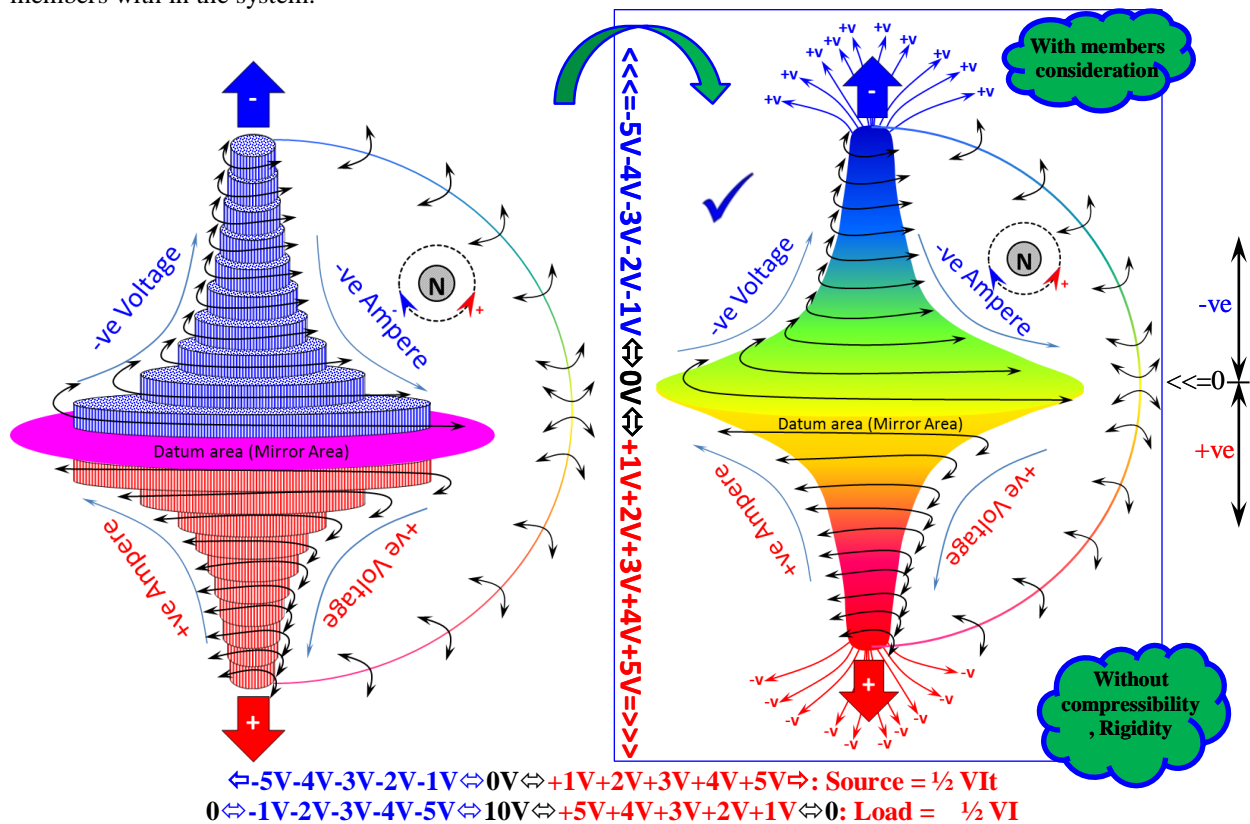 members with in the system.
-
-ve Voltage
-ve Ampere
N
+
Datum area (Mirror Area)
+ve Ampere
+ve Voltage
+
<<<=-5V-4V-3V-2V-1V⇔0V⇔+1V+2V+3V+4V+5V=>>>
+v +v +v +v +v +v +v +v +v +v
-
With members
consideration
-ve Voltage
-ve Ampere
N
+
-ve
<<=0
Datum area (Mirror Area)
+ve
+ve Ampere
+ve Voltage
+
-v -v -v -v -v -v -v -v -v -v
Without
compressibility
, Rigidity
⇦-5V-4V-3V-2V-1V⇔0V⇔+1V+2V+3V+4V+5V⇨: Source = ½ VIt
0⇔-1V-2V-3V-4V-5V⇔10V⇔+5V+4V+3V+2V+1V⇔0: Load = ½ VI